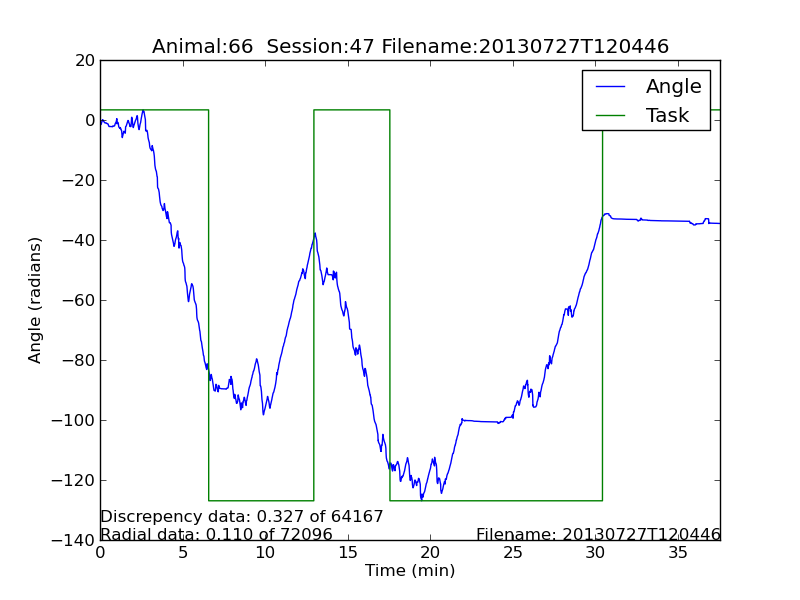 Animal:66  Session:47 Filename:20130727T120446
Angle
Task
20
0
−20
−40
−60
−80
−100
−120
−140
Angle (radians)
Discrepancy data: 0.327 of 64167
Radial data: 0.110 of 72096
Filename: 20130727T120446
0 5 10 15 20 25 30 35
Time (min)